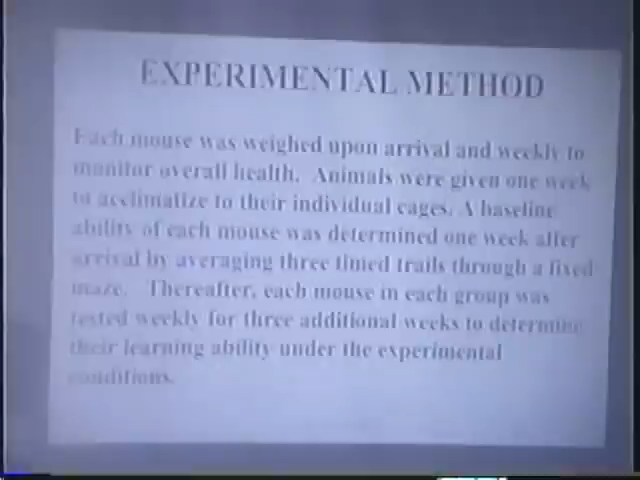 EXPERIMENTAL METHOD
Each mouse was weighed upon arrival and weekly to
monitor overall health. Animals were given one week
to acclimatize to their individual cages. A baseline
ability of each mouse was determined one week after
arrival by averaging three timed trails through a fixed
maze. Thereafter, each mouse in each group was
tested weekly for three additional weeks to determine
their learning ability under the experimental
conditions.